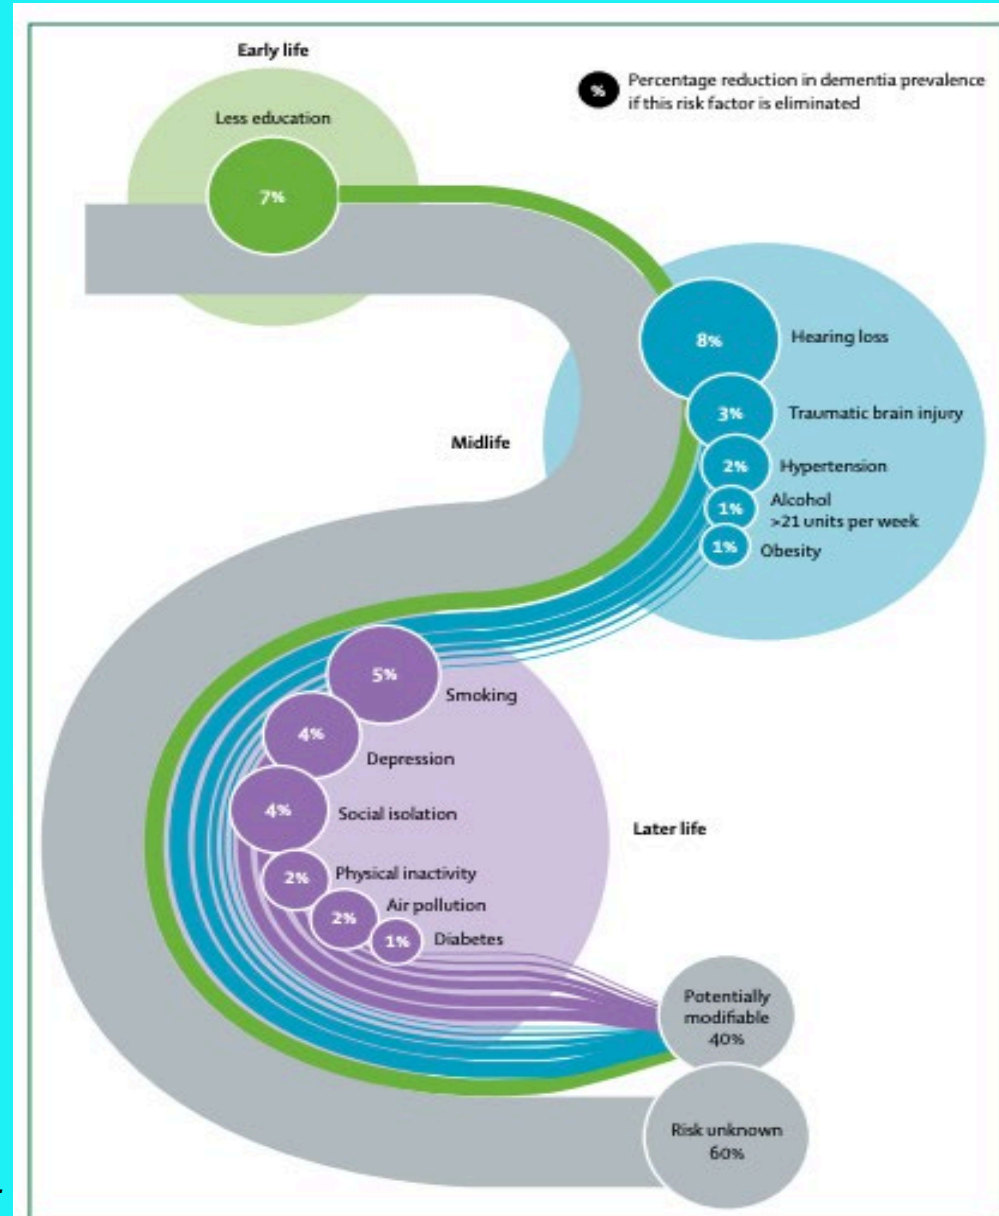 Early life
% Percentage reduction in dementia prevalence
if this risk factor is eliminated
Less education
7%
8% Hearing loss
3% Traumatic brain injury
Midlife
2% Hypertension
1% Alcohol
>21 units per week
1% Obesity
5%
Smoking
4%
Depression
4% Social isolation
Later life
2% Physical inactivity
2% Air pollution
1% Diabetes
Potentially
modifiable
40%
Risk unknown
60%